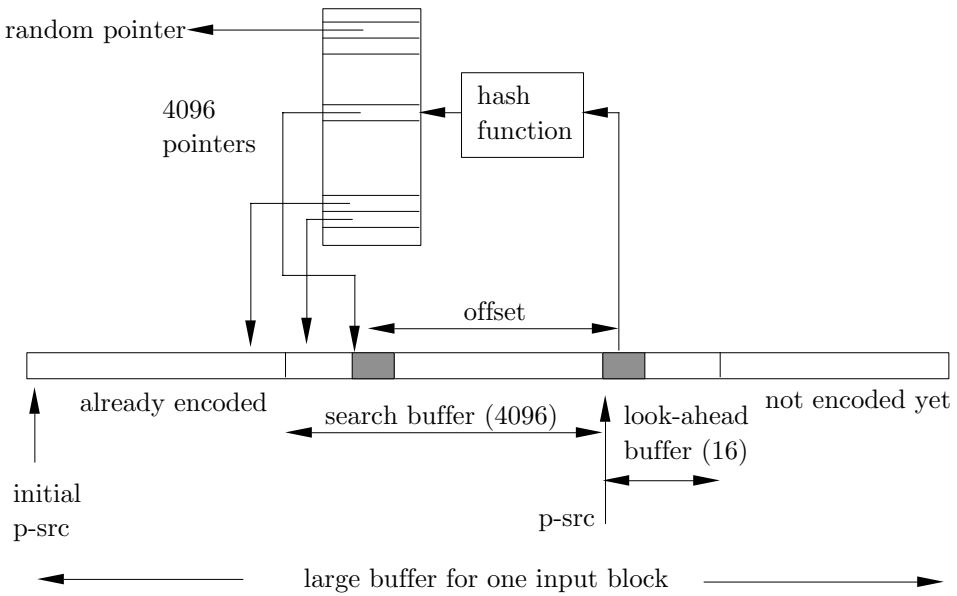 random pointer
4096
pointers
hash
function
offset
already encoded
search buffer (4096)
look-ahead
buffer (16)
not encoded yet
initial
p-src
p-src
large buffer for one input block